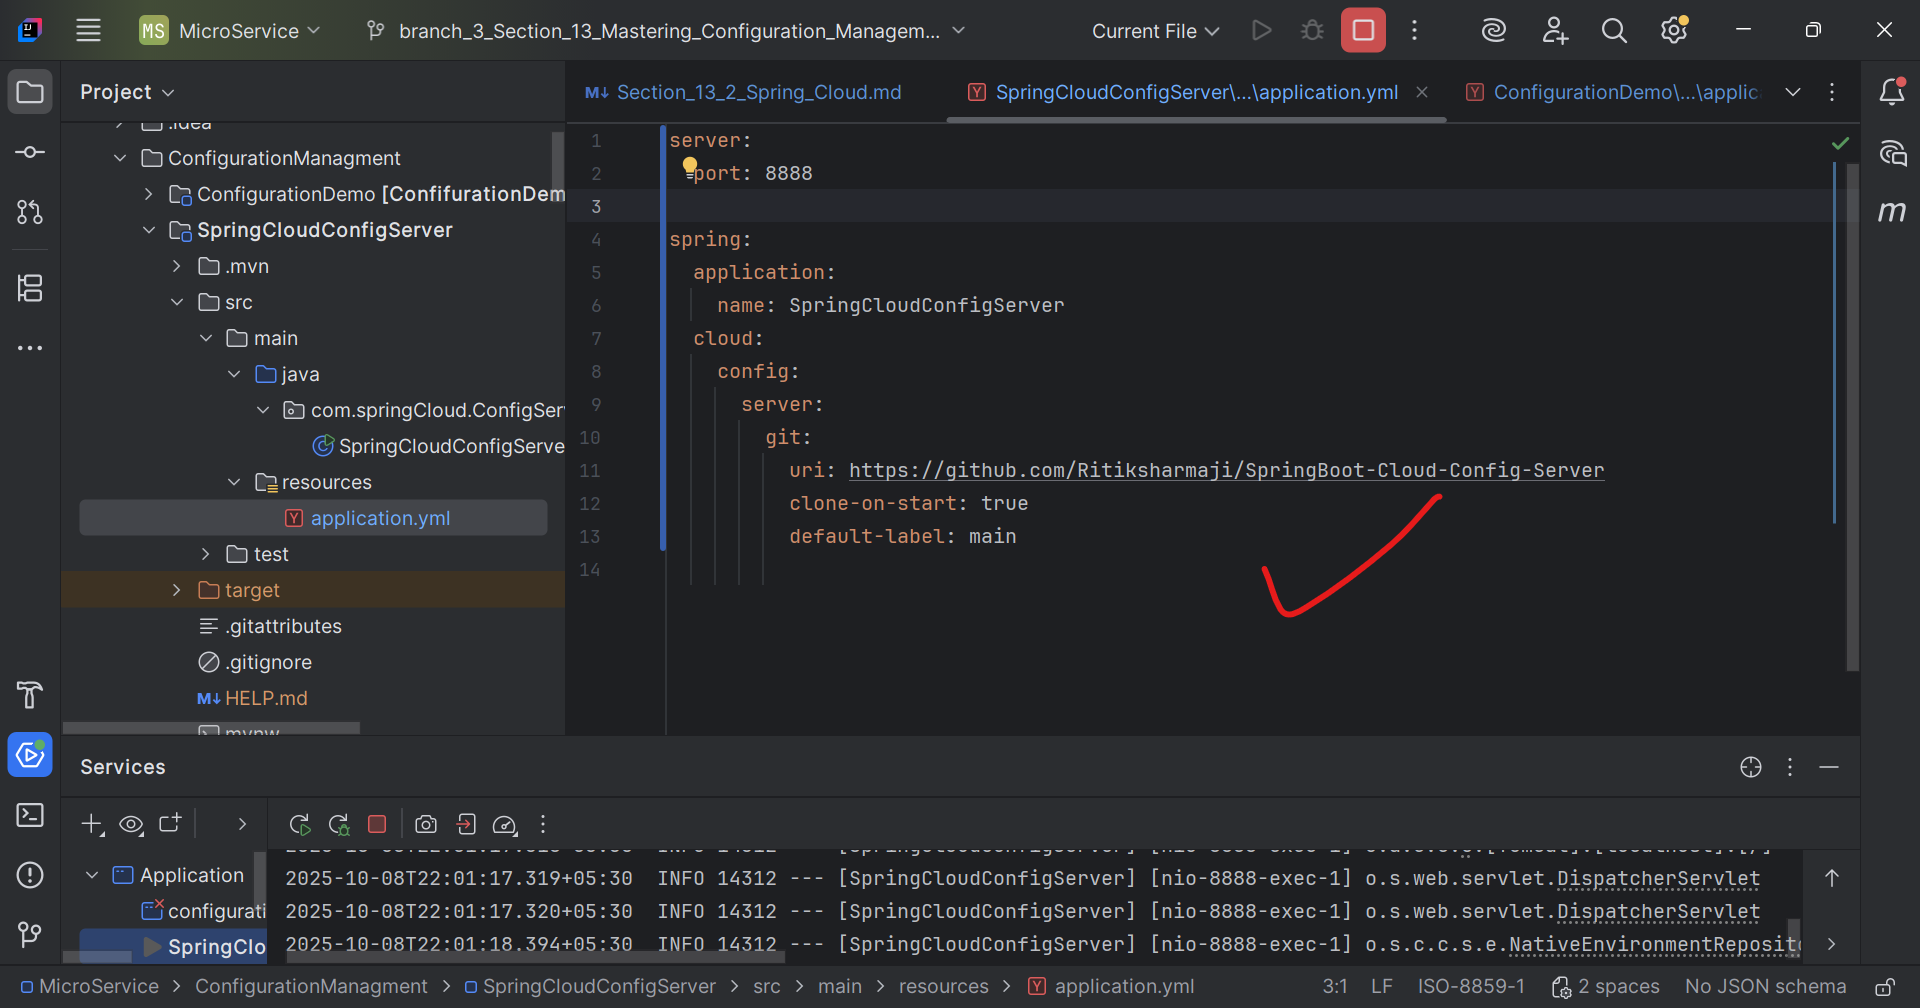 MS MicroService branch_3_Section_13_Mastering_Configuration_Managem... Current File
Project
Section_13_2_Spring_Cloud.md SpringCloudConfigServer\...\application.yml ConfigurationDemo\...\applic
.idea
ConfigurationManagment
ConfigurationDemo [ConfifurationDem
SpringCloudConfigServer
.mvn
src
main
java
com.springCloud.ConfigSer
SpringCloudConfigServe
resources
application.yml
test
target
.gitattributes
.gitignore
M↓ HELP.md
mvnw
1 server:
2 port: 8888
3
4 spring:
5 application:
6 name: SpringCloudConfigServer
7 cloud:
8 config:
9 server:
10 git:
11 uri: https://github.com/Ritiksharmaji/SpringBoot-Cloud-Config-Server
12 clone-on-start: true
13 default-label: main
14
Services
Application
configurati
SpringClo
2025-10-08T22:01:17.319+05:30 INFO 14312 --- [SpringCloudConfigServer] [nio-8888-exec-1] o.s.web.servlet.DispatcherServlet
2025-10-08T22:01:17.320+05:30 INFO 14312 --- [SpringCloudConfigServer] [nio-8888-exec-1] o.s.web.servlet.DispatcherServlet
2025-10-08T22:01:18.394+05:30 INFO 14312 --- [SpringCloudConfigServer] [nio-8888-exec-1] o.s.c.c.s.e.NativeEnvironmentReposito
MicroService > ConfigurationManagment > SpringCloudConfigServer > src > main > resources > application.yml 3:1 LF ISO-8859-1 2 spaces No JSON schema